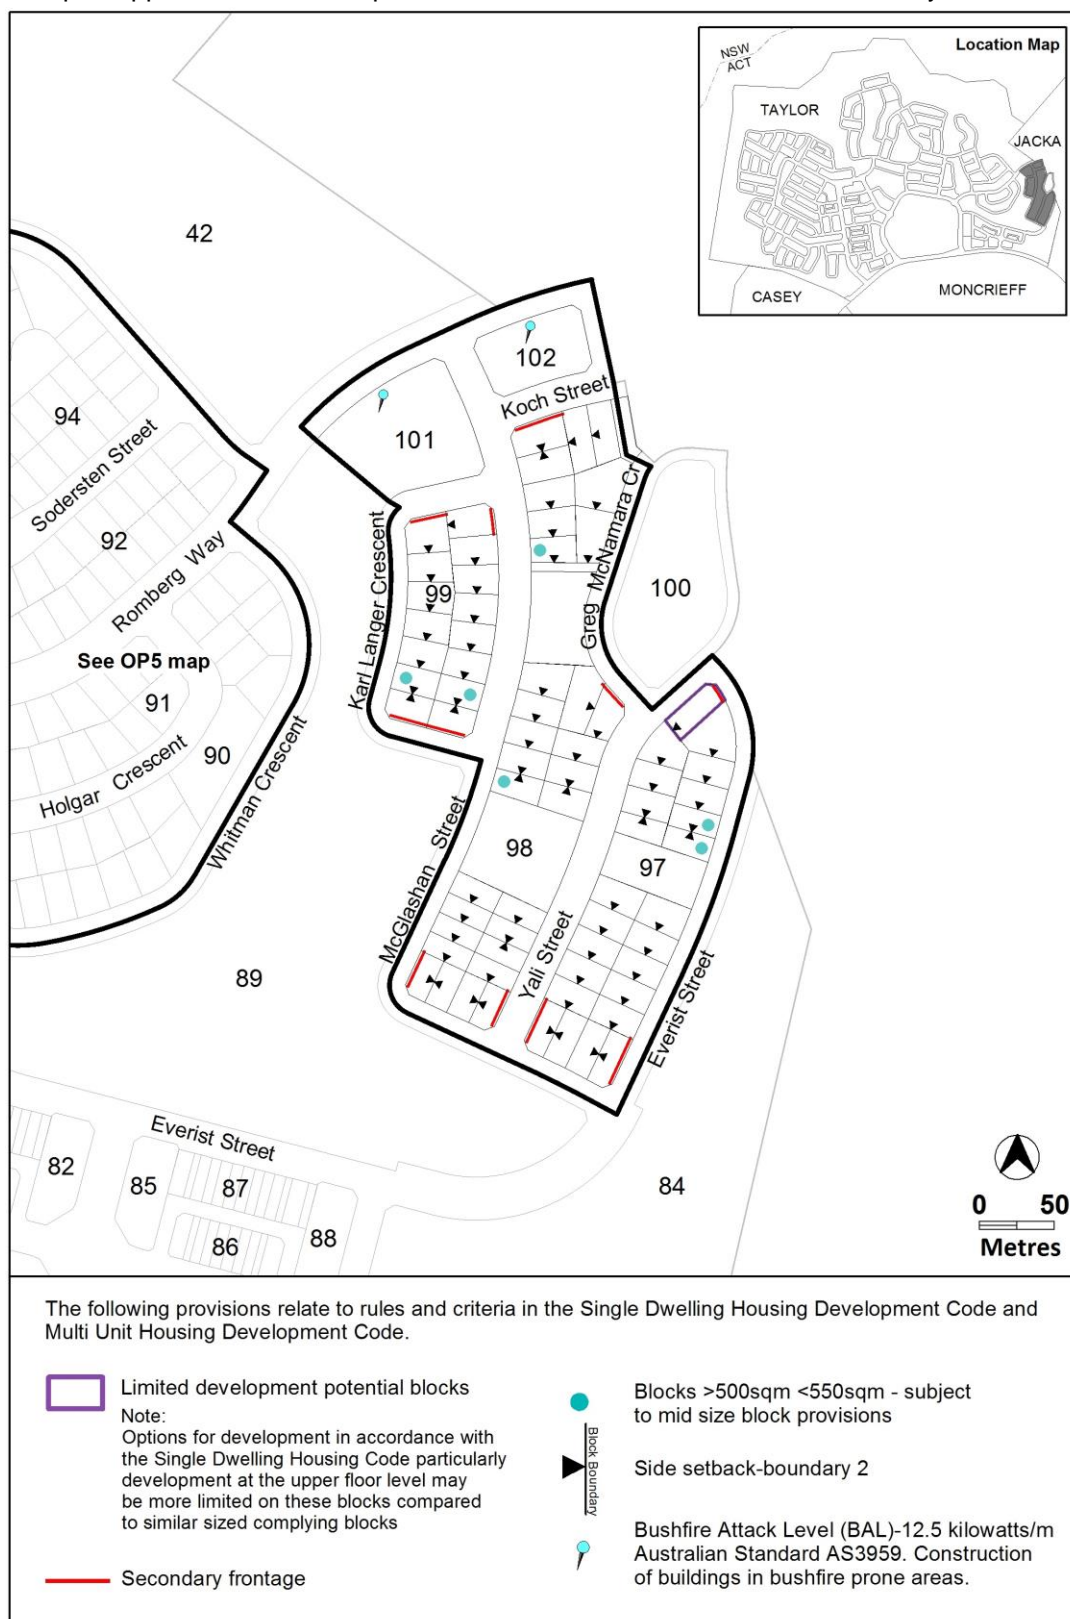 Location Map
NSW
ACT
TAYLOR
JACKA
CASEY
MONCRIEFF
42
102
Koch Street
101
94
Sodersten Street
92
Romberg Way
Karl Langer Crescent
99
Greg McNamara Cr
100
See OP5 map
91
90
Holgar Crescent
Whitman Crescent
McGlashan Street
98
97
Yali Street
Everist Street
89
Everist Street
82
85
87
86
88
84
0 50
Metres
The following provisions relate to rules and criteria in the Single Dwelling Housing Development Code and
Multi Unit Housing Development Code.
Limited development potential blocks
Note:
Options for development in accordance with
the Single Dwelling Housing Code particularly
development at the upper floor level may
be more limited on these blocks compared
to similar sized complying blocks
Secondary frontage
Blocks >500sqm <550sqm - subject
to mid size block provisions
Block Boundary
Side setback-boundary 2
Bushfire Attack Level (BAL)-12.5 kilowatts/m
Australian Standard AS3959. Construction
of buildings in bushfire prone areas.